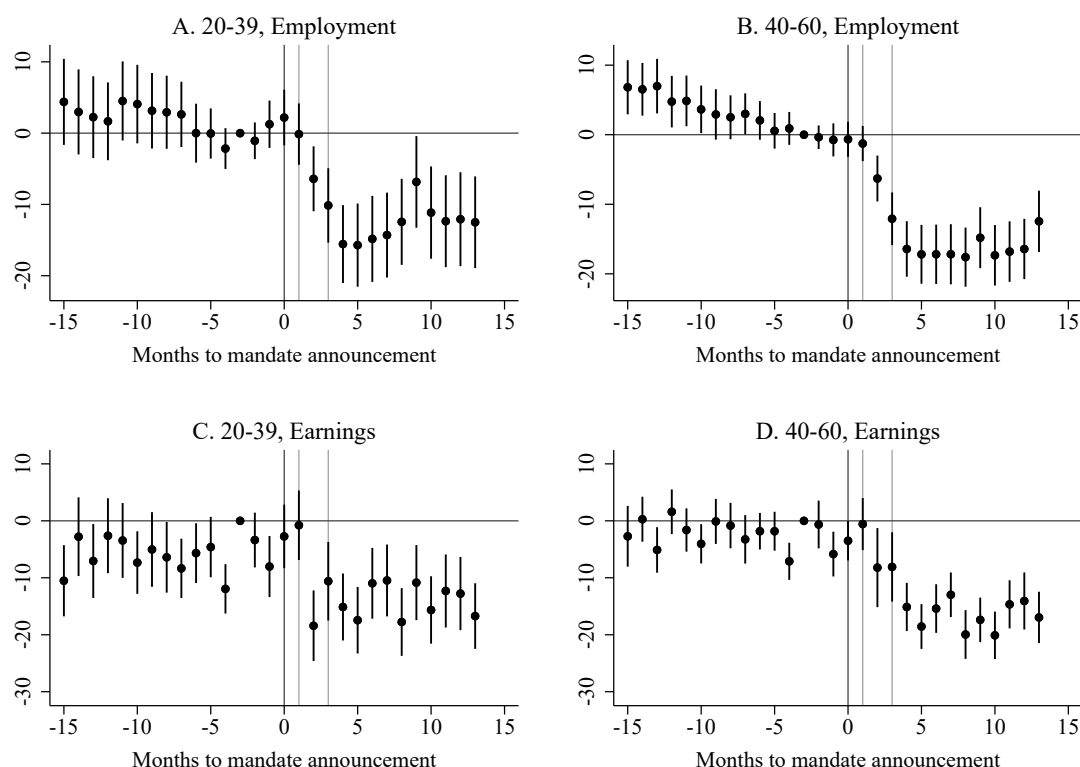 A. 20-39, Employment
10
0
-10
-20
-15 -10 -5 0 5 10 15
Months to mandate announcement
B. 40-60, Employment
10
0
-10
-20
-15 -10 -5 0 5 10 15
Months to mandate announcement
C. 20-39, Earnings
10
0
-10
-20
-30
-15 -10 -5 0 5 10 15
Months to mandate announcement
D. 40-60, Earnings
10
0
-10
-20
-30
-15 -10 -5 0 5 10 15
Months to mandate announcement